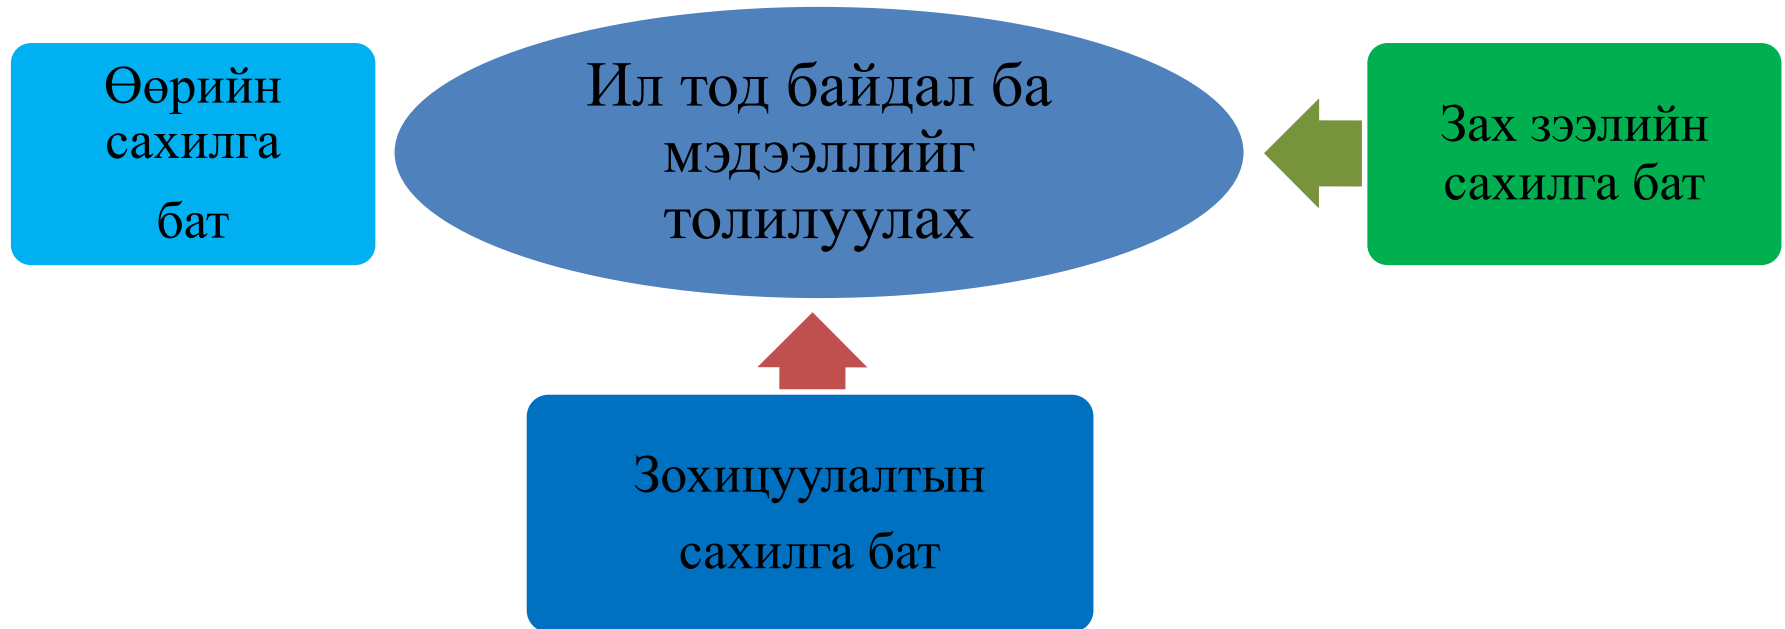 Өөрийн
сахилга
бат
Ил тод байдал ба
мэдээллийг
толилуулах
Зах зээлийн
сахилга бат
Зохицуулалтын
сахилга бат